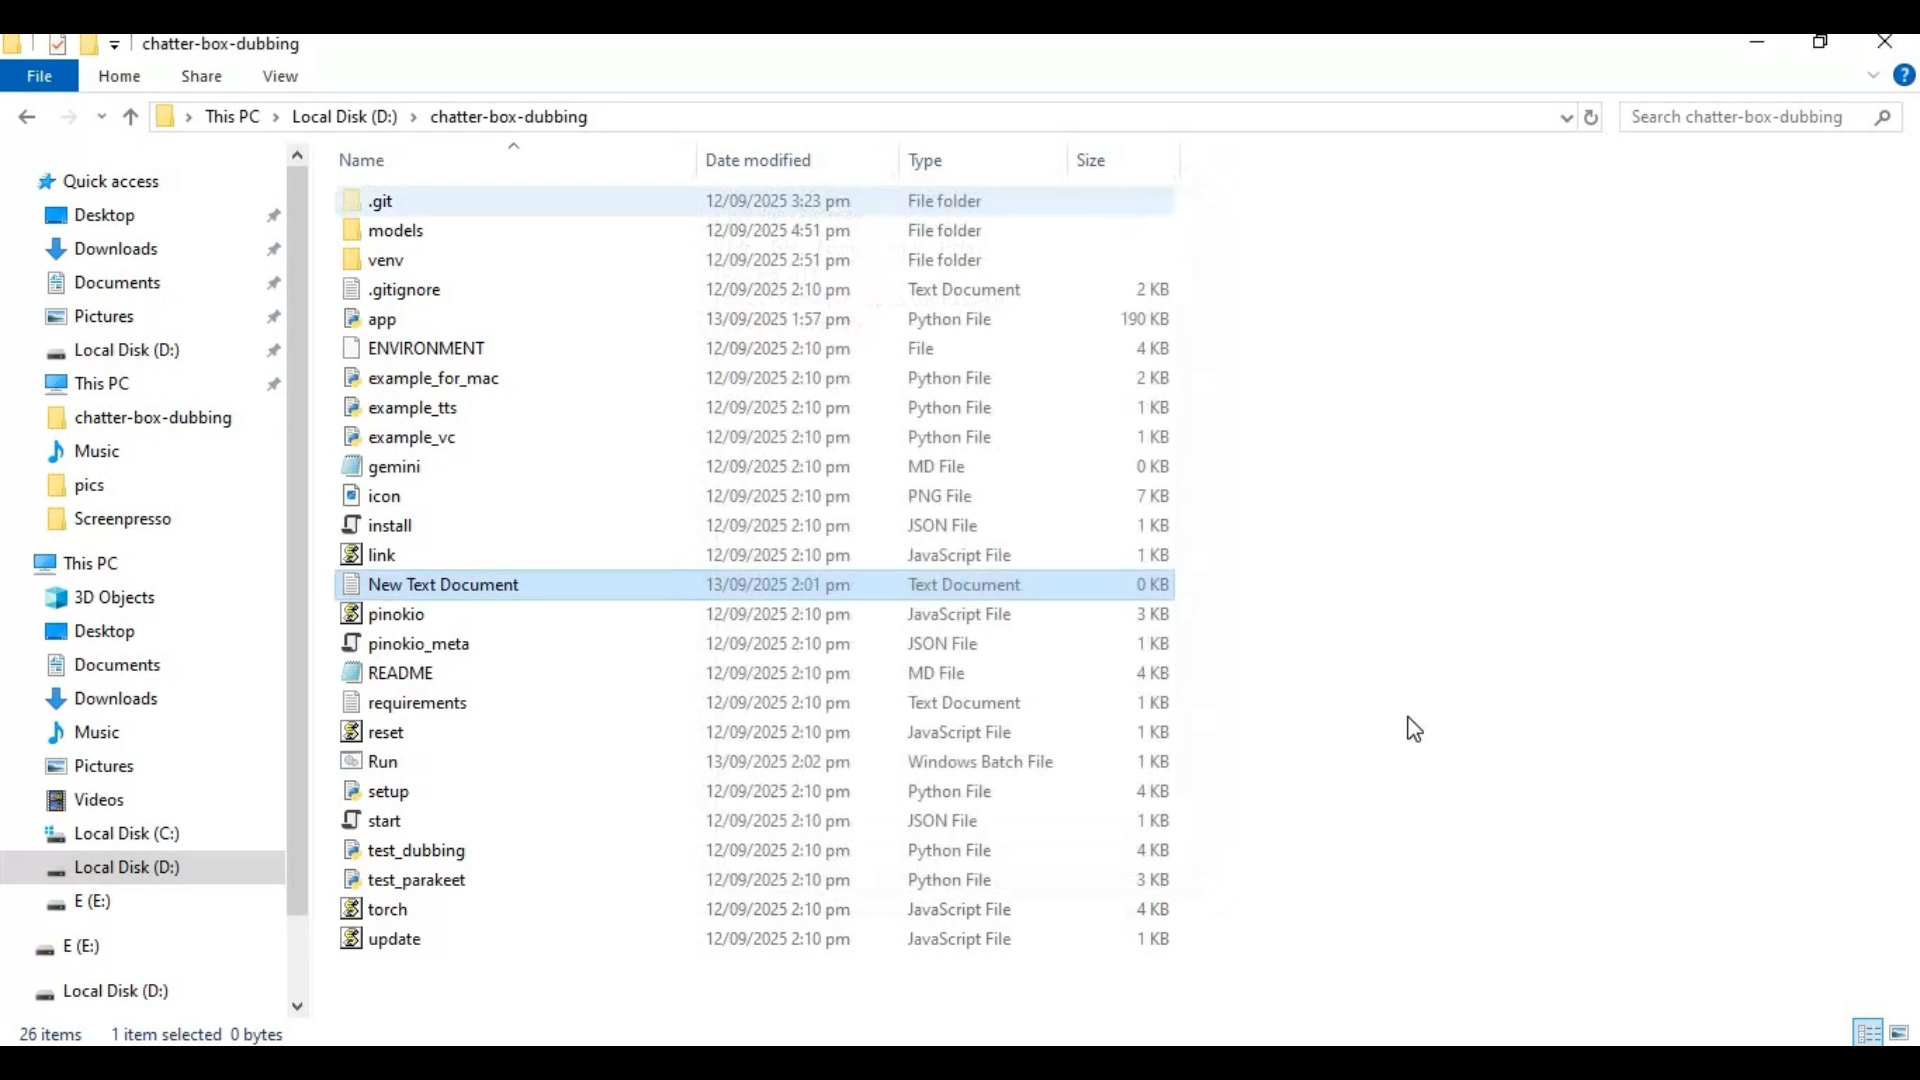 chatter-box-dubbing
File Home Share View
This PC Local Disk (D:) chatter-box-dubbing Search chatter-box-dubbing
Quick access
Desktop
Downloads
Documents
Pictures
Local Disk (D:)
This PC
chatter-box-dubbing
Music
pics
Screenpresso
This PC
3D Objects
Desktop
Documents
Downloads
Music
Pictures
Videos
Local Disk (C:)
Local Disk (D:)
E (E:)
E (E:)
Local Disk (D:)
Name Date modified Type Size
.git 12/09/2025 3:23 pm File folder
models 12/09/2025 4:51 pm File folder
venv 12/09/2025 2:51 pm File folder
.gitignore 12/09/2025 2:10 pm Text Document 2 KB
app 13/09/2025 1:57 pm Python File 190 KB
ENVIRONMENT 12/09/2025 2:10 pm File 4 KB
example_for_mac 12/09/2025 2:10 pm Python File 2 KB
example_tts 12/09/2025 2:10 pm Python File 1 KB
example_vc 12/09/2025 2:10 pm Python File 1 KB
gemini 12/09/2025 2:10 pm MD File 0 KB
icon 12/09/2025 2:10 pm PNG File 7 KB
install 12/09/2025 2:10 pm JSON File 1 KB
link 12/09/2025 2:10 pm JavaScript File 1 KB
New Text Document 13/09/2025 2:01 pm Text Document 0 KB
pinokio 12/09/2025 2:10 pm JavaScript File 3 KB
pinokio_meta 12/09/2025 2:10 pm JSON File 1 KB
README 12/09/2025 2:10 pm MD File 4 KB
requirements 12/09/2025 2:10 pm Text Document 1 KB
reset 12/09/2025 2:10 pm JavaScript File 1 KB
Run 13/09/2025 2:02 pm Windows Batch File 1 KB
setup 12/09/2025 2:10 pm Python File 4 KB
start 12/09/2025 2:10 pm JSON File 1 KB
test_dubbing 12/09/2025 2:10 pm Python File 4 KB
test_parakeet 12/09/2025 2:10 pm Python File 3 KB
torch 12/09/2025 2:10 pm JavaScript File 4 KB
update 12/09/2025 2:10 pm JavaScript File 1 KB
26 items 1 item selected 0 bytes